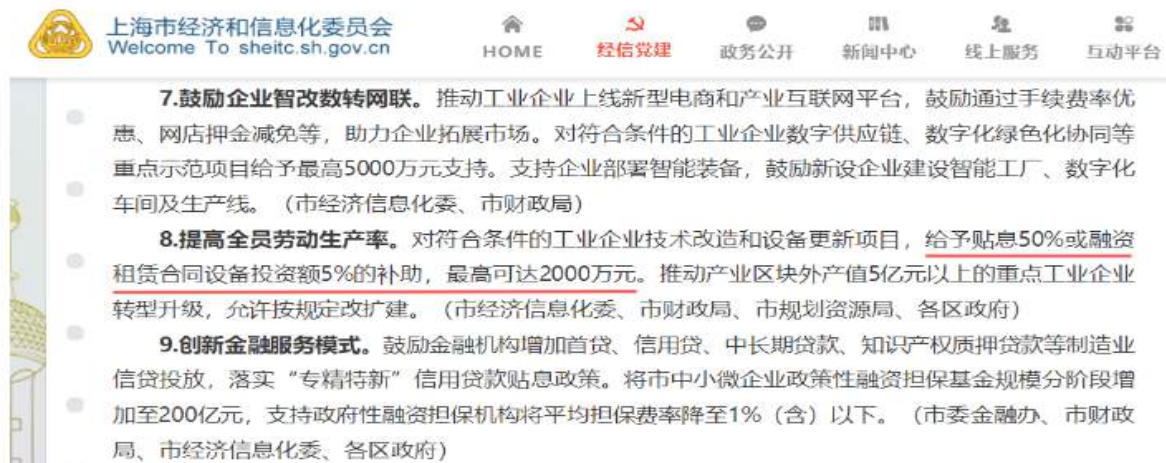 上海市经济和信息化委员会
Welcome To sheitc.sh.gov.cn
HOME
经信党建
政务公开
新闻中心
线上服务
互动平台
7.鼓励企业智改数转网联。推动工业企业上线新型电商和产业互联网平台，鼓励通过手续费率优
惠、网店押金减免等，助力企业拓展市场。对符合条件的工业企业数字供应链、数字化绿色化协同等
重点示范项目给予最高5000万元支持。支持企业部署智能装备，鼓励新设企业建设智能工厂、数字化
车间及生产线。（市经济信息化委、市财政局）
8.提高全员劳动生产率。对符合条件的工业企业技术改造和设备更新项目，给予贴息50%或融资
租赁合同设备投资额5%的补助，最高可达2000万元。推动产业区块外产值5亿元以上的重点工业企业
转型升级，允许按规定改扩建。（市经济信息化委、市财政局、市规划资源局、各区政府）
9.创新金融服务模式。鼓励金融机构增加首贷、信用贷、中长期贷款、知识产权质押贷款等制造业
信贷投放，落实“专精特新”信用贷款贴息政策。将市中小微企业政策性融资担保基金规模分阶段增
加至200亿元，支持政府性融资担保机构将平均担保费率降至1%（含）以下。（市委金融办、市财政
局、市经济信息化委、各区政府）